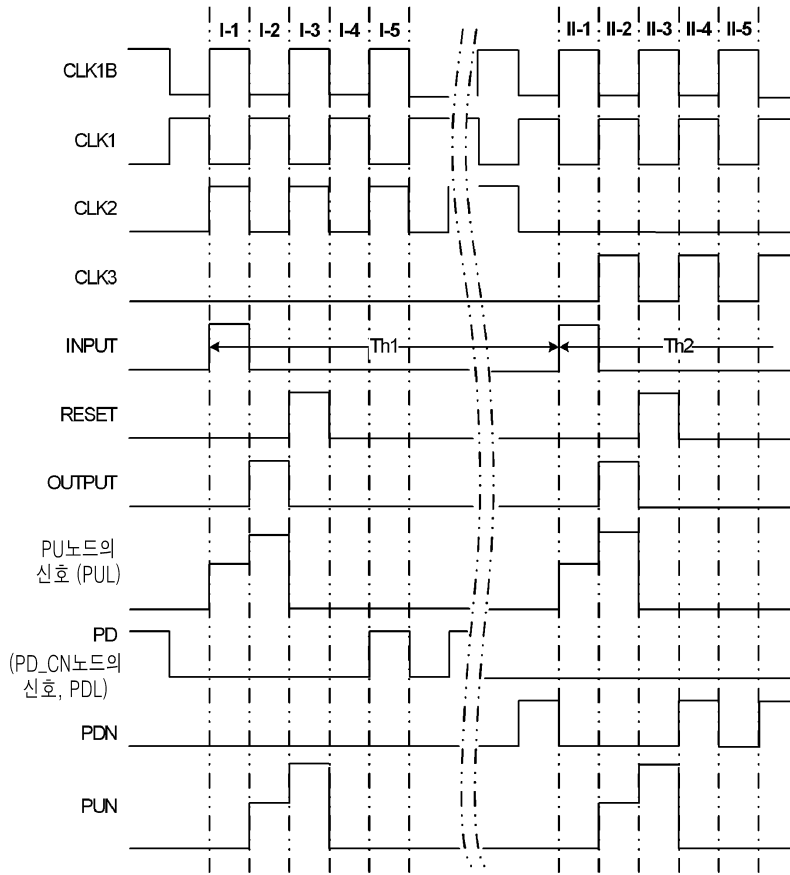 I-1 I-2 I-3 I-4 I-5 II-1 II-2 II-3 II-4 II-5
CLK1B
CLK1
CLK2
CLK3
INPUT
Th1 Th2
RESET
OUTPUT
PU노드의
신호 (PUL)
PD
(PD_CN노드의
신호, PDL)
PDN
PUN